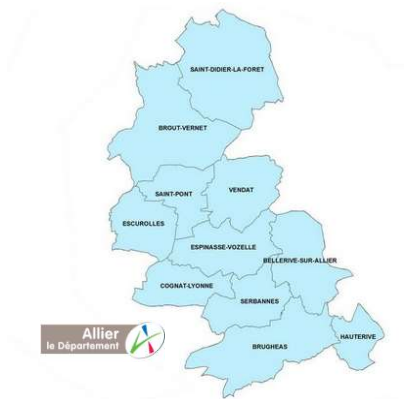 SAINT-DIDIER-LA-FORET
BROUT-VERNET
SAINT-PONT
VENDAT
ESCUROLLES
ESPINASSE-VOZELLE
BELLERIVE-SUR-ALLIER
COGNAT-LYONNE
SERBANNES
HAUTERIVE
BRUGHEAS
Allier
le Département